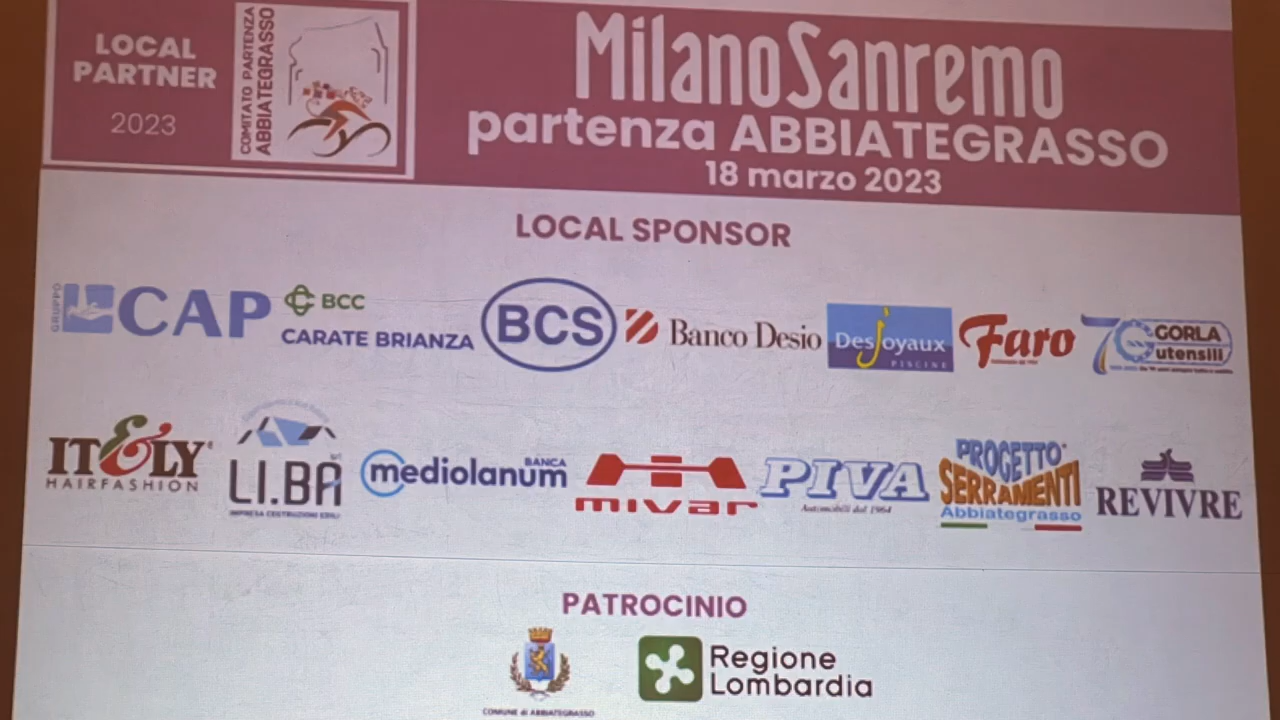 LOCAL
PARTNER
2023
COMITATO PARTENZA
ABBIATEGRASSO
MilanoSanremo
partenza ABBIATEGRASSO
18 marzo 2023
LOCAL SPONSOR
GRUPPO
CAP
BCC
CARATE BRIANZA
BCS
Banco Desio
Desjoyaux
PISCINE
Faro
70
GORLA
utensili
IT&LY
HAIRFASHION
LI.BA
IMPRESA COSTRUZIONI EDILI
mediolanum
BANCA
mivar
PIVA
Automobili dal 1964
PROGETTO
SERRAMENTI
Abbiategrasso
REVIVRE
PATROCINIO
COMUNE di ABBIATEGRASSO
Regione
Lombardia